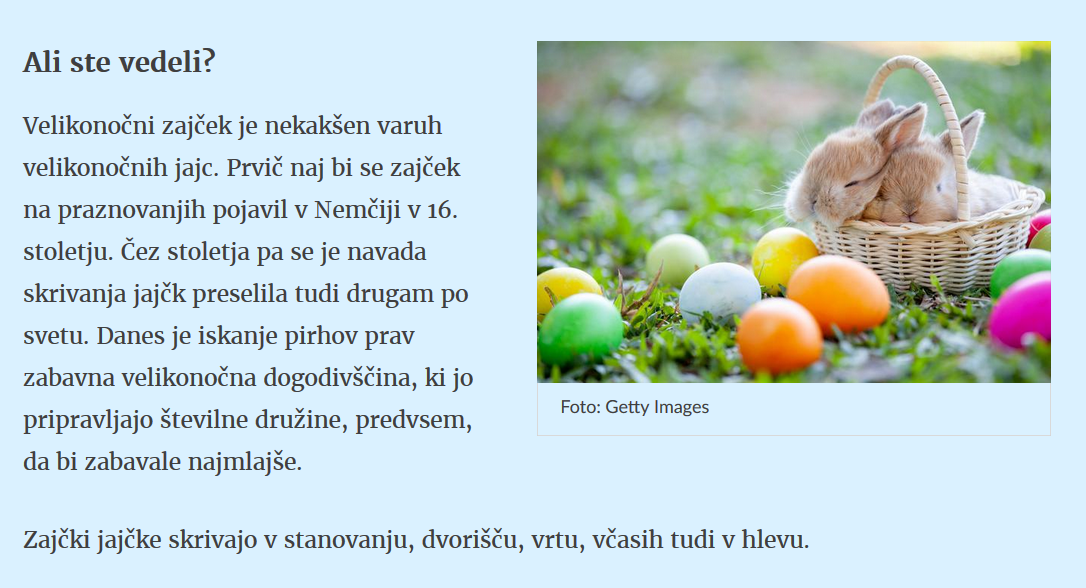 Ali ste vedeli?
Velikonočni zajček je nekakšen varuh
velikonočnih jajc. Prvič naj bi se zajček
na praznovanjih pojavil v Nemčiji v 16.
stoletju. Čez stoletja pa se je navada
skrivanja jajčk preselila tudi drugam po
svetu. Danes je iskanje pirhov prav
zabavna velikonočna dogodivščina, ki jo
pripravljajo številne družine, predvsem,
da bi zabavale najmlajše.
Foto: Getty Images
Zajčki jajčke skrivajo v stanovanju, dvorišču, vrtu, včasih tudi v hlevu.